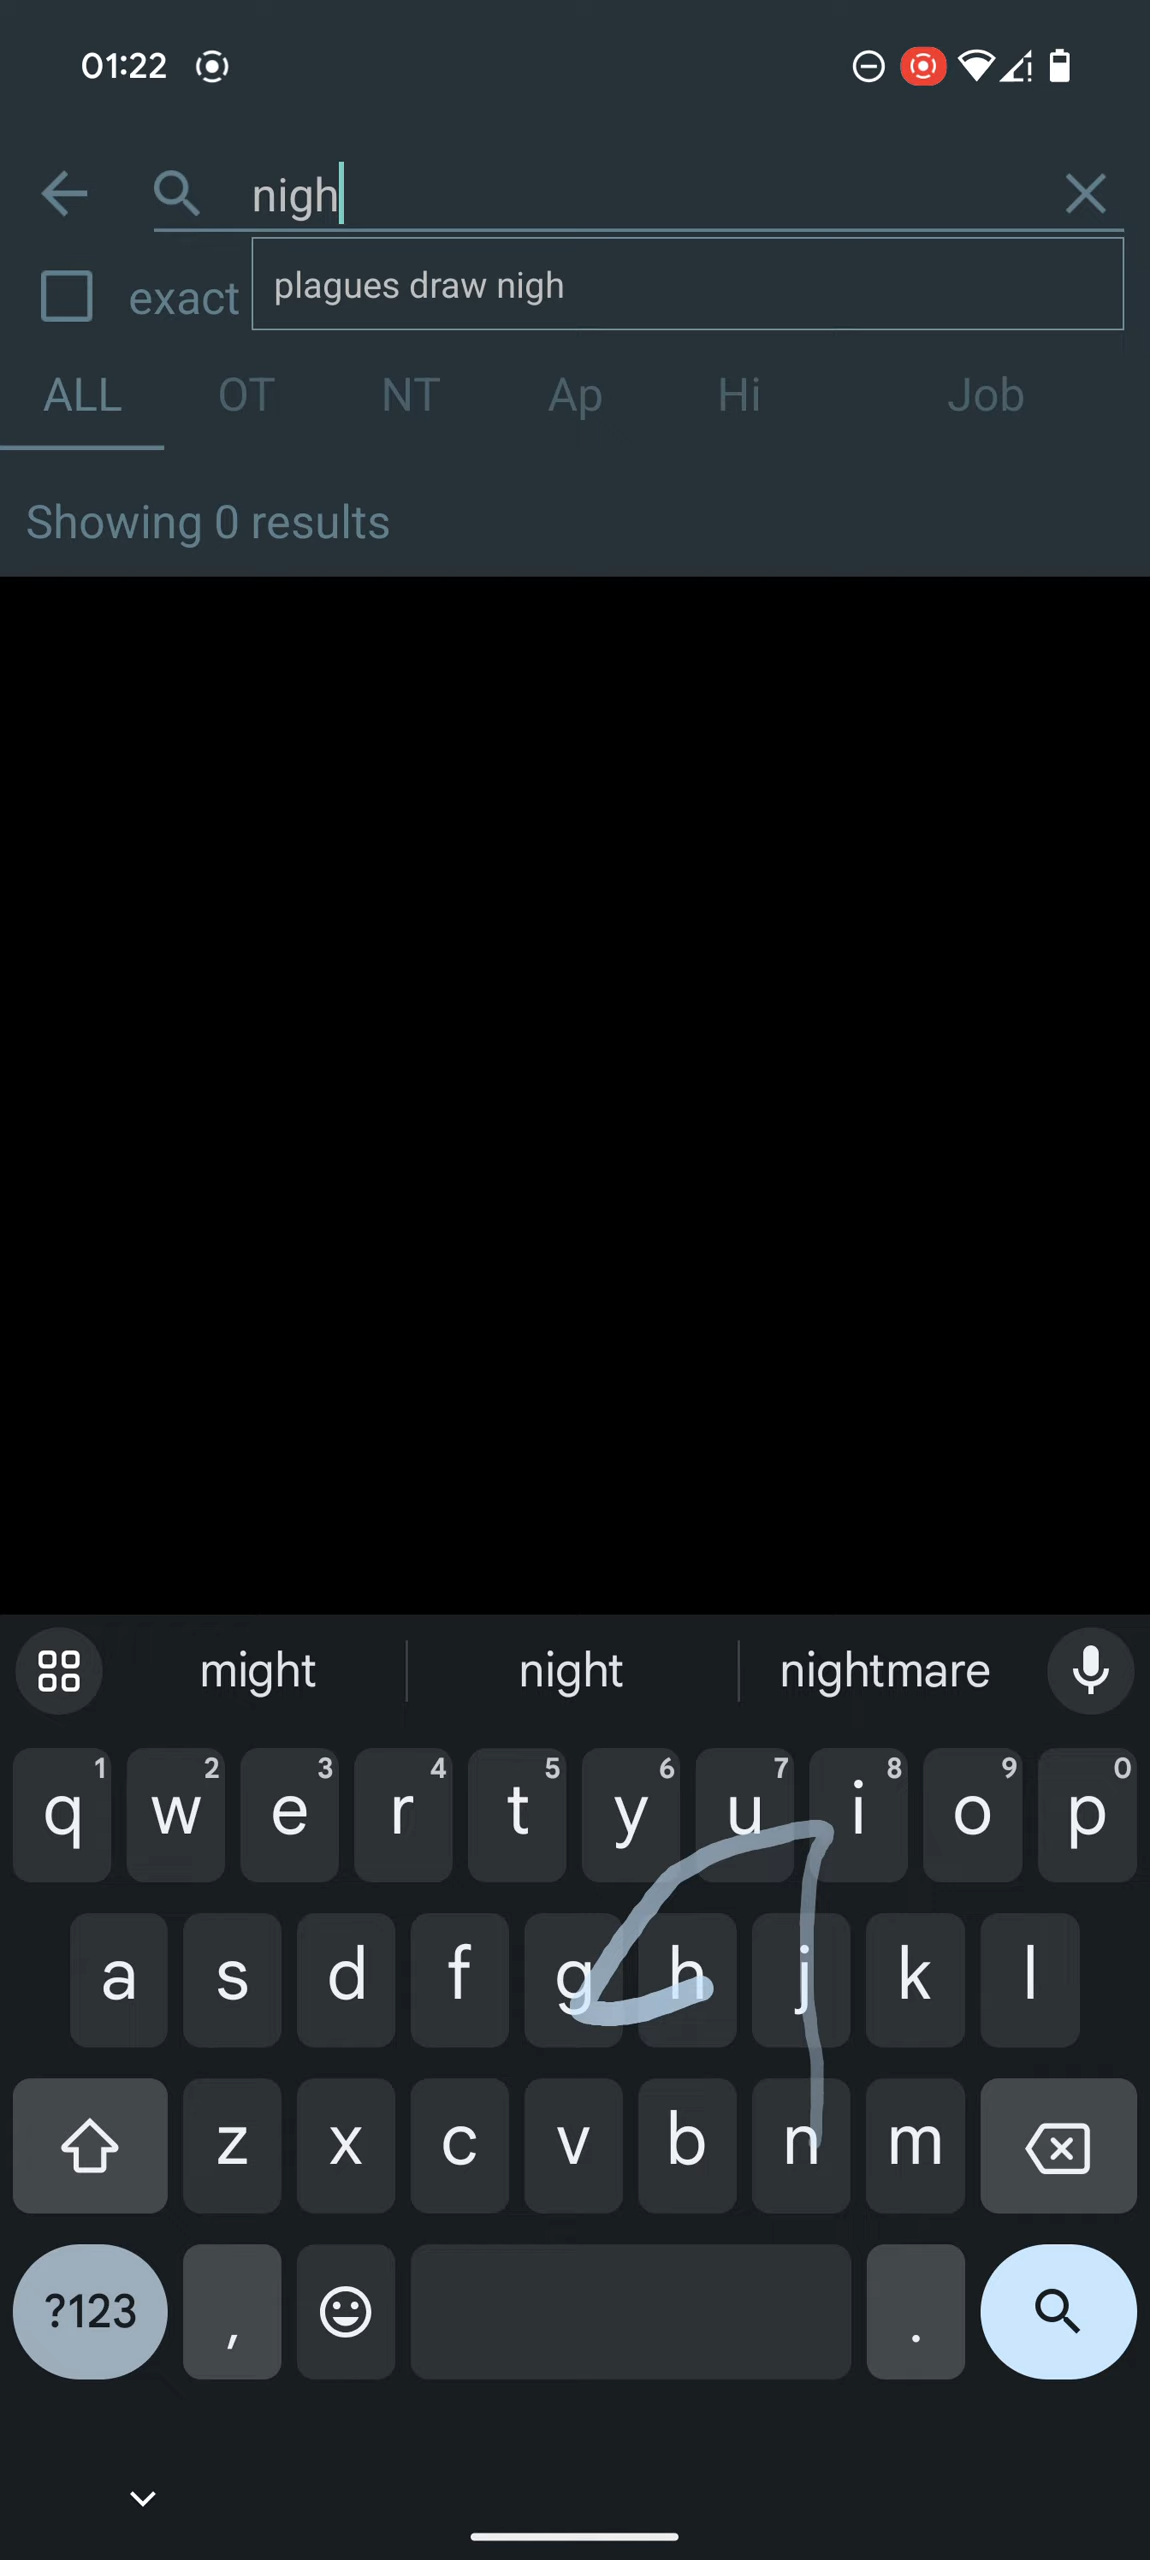 01:22
nigh
plagues draw nigh
exact
ALL OT NT Ap Hi Job
Showing 0 results
might night nightmare
1 2 3 4 5 6 7 8 9 0
q w e r t y u i o p
a s d f g h j k l
z x c v b n m
?123 , .